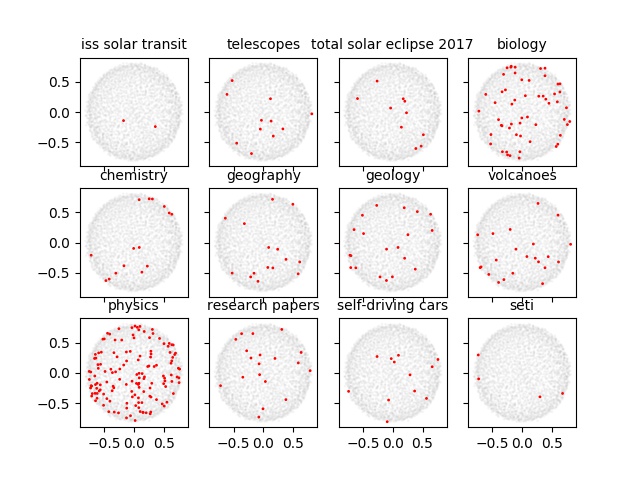 iss solar transit telescopes total solar eclipse 2017 biology
0.5
0.0
−0.5
chemistry geography geology volcanoes
0.5
0.0
−0.5
physics research papers self-driving cars seti
0.5
0.0
−0.5
−0.5 0.0 0.5 −0.5 0.0 0.5 −0.5 0.0 0.5 −0.5 0.0 0.5